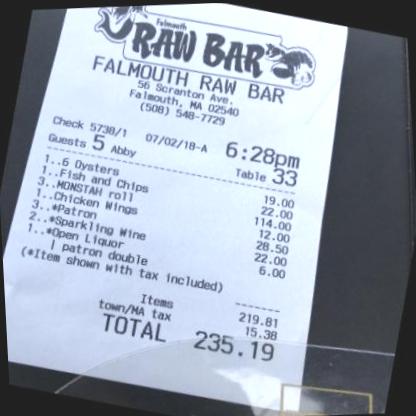 Falmouth
RAW BAR
FALMOUTH RAW BAR
56 Scranton Ave.
Falmouth, MA 02540
(508) 548-7729
Check 5738/1 07/02/18-A 6:28pm
Guests 5 Abby Table 33
1..6 Oysters 19.00
1..Fish and Chips 22.00
3..MONSTAH roll 114.00
1..Chicken Wings 12.00
3..*Patron 28.50
2..*Sparkling Wine 22.00
1..*Open Liquor 6.00
| patron double
(*Item shown with tax included)
Items 219.81
town/MA tax 15.38
TOTAL 235.19